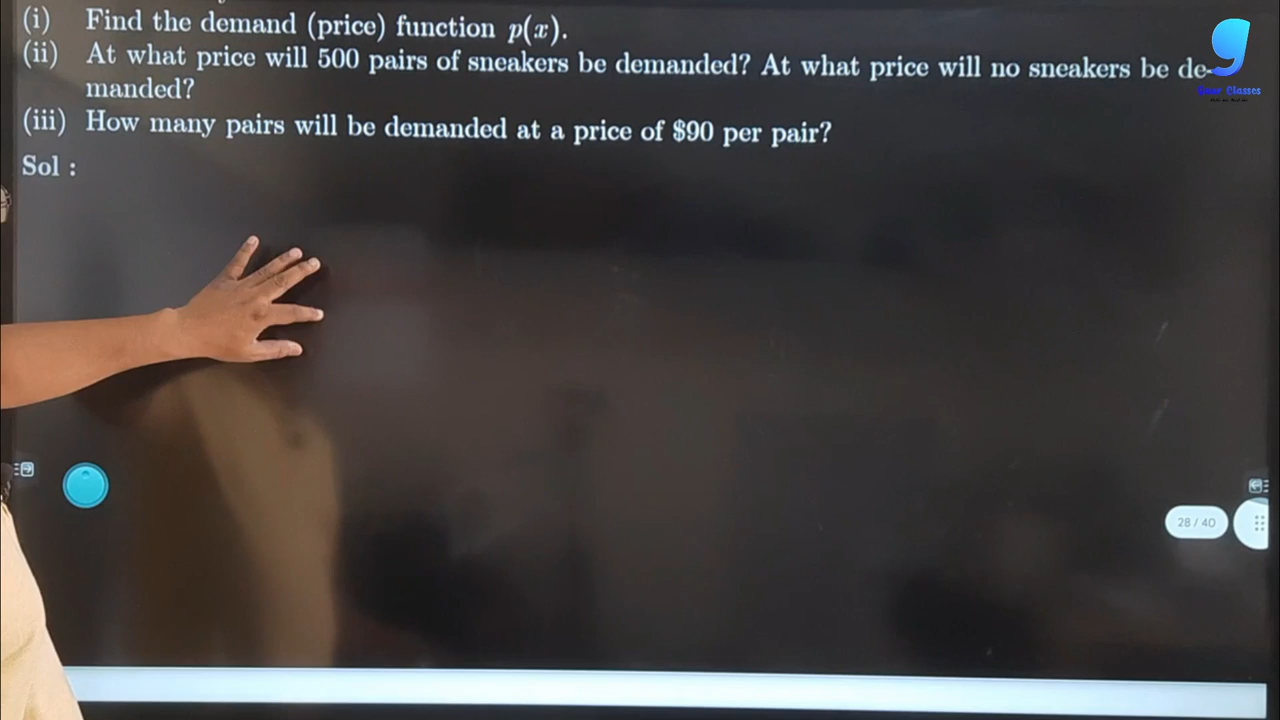 (i) Find the demand (price) function p(x).
(ii) At what price will 500 pairs of sneakers be demanded? At what price will no sneakers be de-
manded?
(iii) How many pairs will be demanded at a price of $90 per pair?
Sol :
28 / 40
Classes